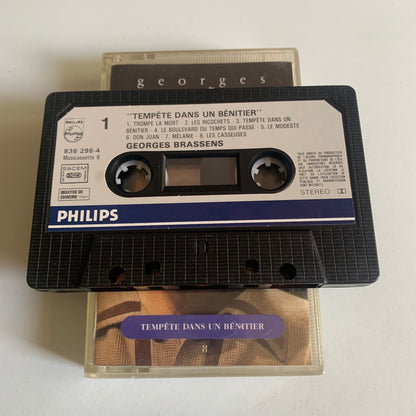 georges
PHILIPS
1
"TEMPÊTE DANS UN BÉNITIER"
1. TROMPE LA MORT - 2. LES RICOCHETS - 3. TEMPÊTE DANS UN
BÉNITIER - 4. LE BOULEVARD DU TEMPS QUI PASSE - 5. LE MODESTE
6. DON JUAN - 7. MÉLANIE - 8. LES CASSEUSES
GEORGES BRASSENS
836 296-4
Musicassette 8
SACEM
STEREO
PHILIPS
TEMPÊTE DANS UN BÉNITIER
8